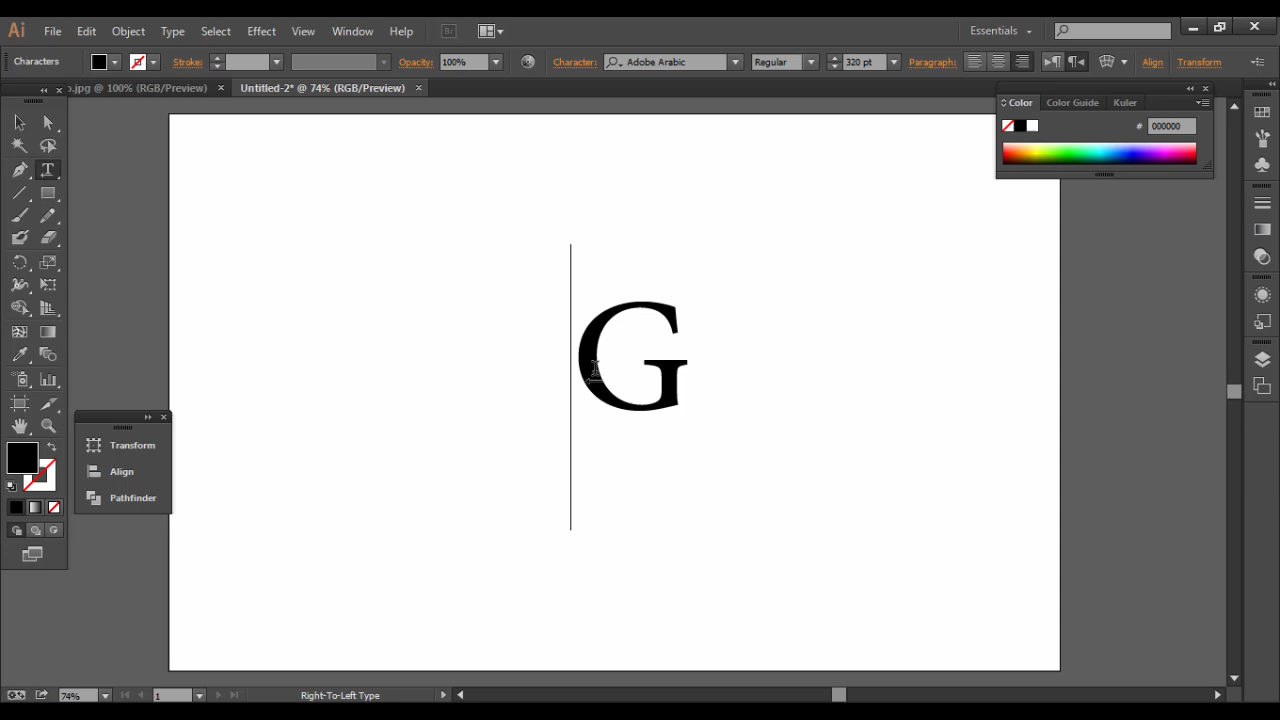 Ai File Edit Object Type Select Effect View Window Help Br Essentials
Characters Stroke: Opacity: 100% Character: Adobe Arabic Regular 320 pt Paragraph: Align Transform
.jpg @ 100% (RGB/Preview) × Untitled-2* @ 74% (RGB/Preview) ×
Color Color Guide Kuler
# 000000
G
Transform
Align
Pathfinder
74% 1 Right-To-Left Type